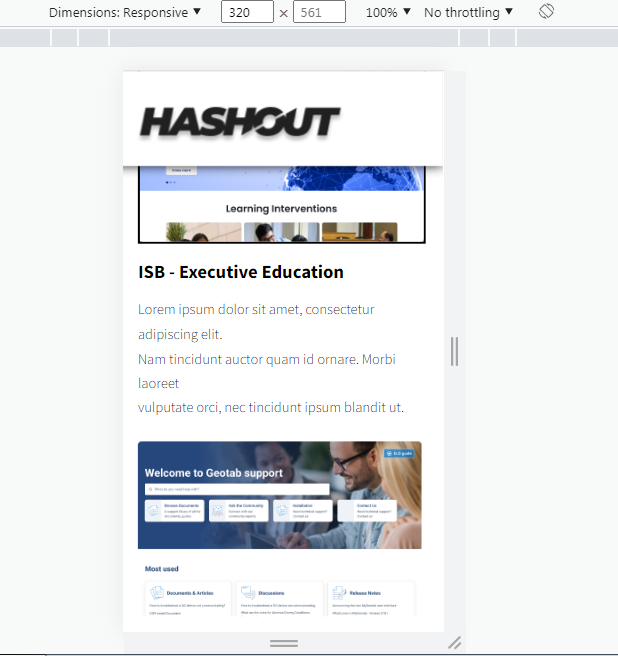 Dimensions: Responsive ▼ 320 × 561 100% ▼ No throttling ▼
HASHOUT
Learning Interventions
ISB - Executive Education
Lorem ipsum dolor sit amet, consectetur
adipiscing elit.
Nam tincidunt auctor quam id ornare. Morbi
laoreet
vulputate orci, nec tincidunt ipsum blandit ut.
Welcome to Geotab support
Browse Documents
Ask the Community
Installation
Contact Us
Most used
Documents & Articles
Discussions
Release Notes